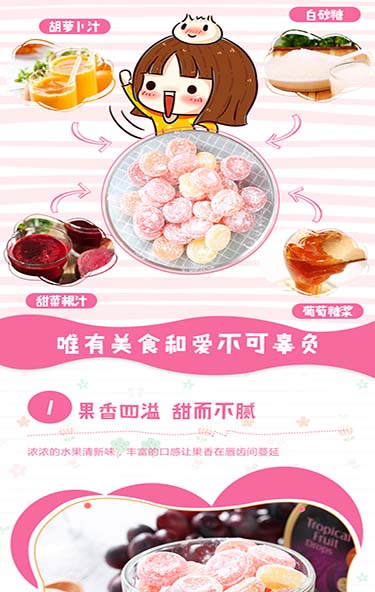 胡萝卜汁
白砂糖
甜菜根汁
葡萄糖浆
唯有美食和爱不可辜负
1 果香四溢 甜而不腻
浓浓的水果清新味，丰富的口感让果香在唇齿间蔓延
Tropical
Fruit
Drops